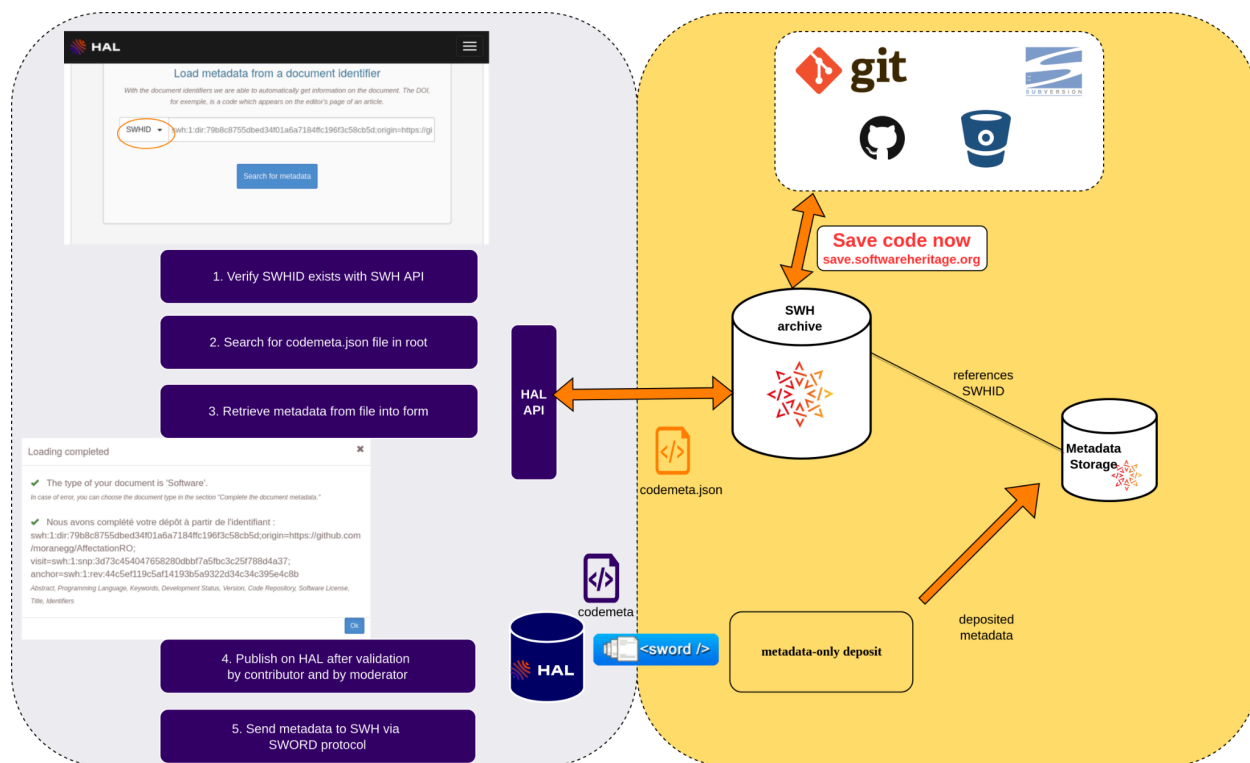 HAL
Load metadata from a document identifier
With the document identifiers we are able to automatically get information on the document. The DOI,
for exemple, is a code which appears on the editor's page of an article.
SWHID
swh:1:dir:79b8c8755dbed34f01a6a7184ffc196f3c58cb5d;origin=https://gi
Search for metadata
1. Verify SWHID exists with SWH API
2. Search for codemeta.json file in root
3. Retrieve metadata from file into form
Loading completed
The type of your document is 'Software'.
In case of error, you can choose the document type in the section "Complete the document metadata."
Nous avons complété votre dépôt à partir de l'identifiant :
swh:1:dir:79b8c8755dbed34f01a6a7184ffc196f3c58cb5d;origin=https://github.com
/moranegg/AffectationRO;
visit=swh:1:snp:3d73c454047658280dbbf7a5fbc3c25f788d4a37;
anchor=swh:1:rev:44c5ef119c5af14193b5a9322d34c34c395e4c8b
Abstract, Programming Language, Keywords, Development Status, Version, Code Repository, Software License,
Title, Identifiers
Ok
4. Publish on HAL after validation
by contributor and by moderator
5. Send metadata to SWH via
SWORD protocol
HAL
API
codemeta
HAL
<sword />
git
SUBVERSION
Save code now
save.softwareheritage.org
SWH
archive
references
SWHID
Metadata
Storage
codemeta.json
metadata-only deposit
deposited
metadata